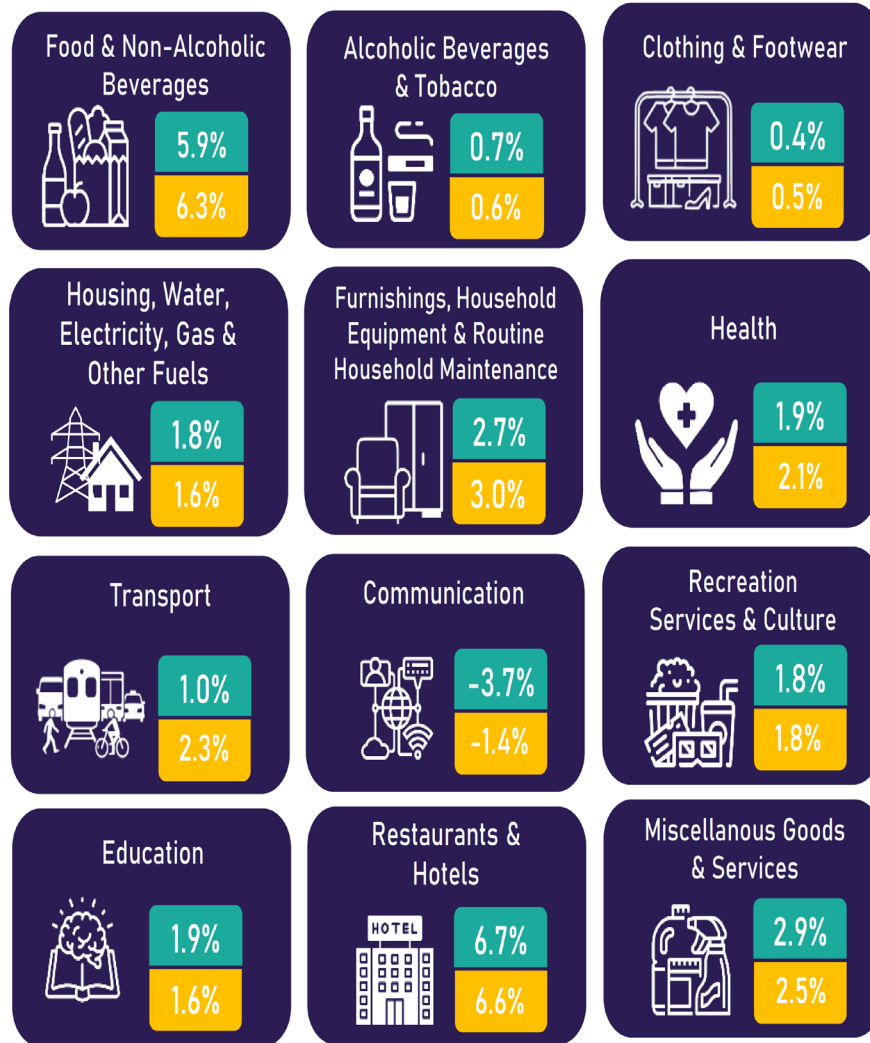 Food & Non-Alcoholic
Beverages
5.9%
6.3%
Alcoholic Beverages
& Tobacco
0.7%
0.6%
Clothing & Footwear
0.4%
0.5%
Housing, Water,
Electricity, Gas &
Other Fuels
1.8%
1.6%
Furnishings, Household
Equipment & Routine
Household Maintenance
2.7%
3.0%
Health
1.9%
2.1%
Transport
1.0%
2.3%
Communication
-3.7%
-1.4%
Recreation
Services & Culture
1.8%
1.8%
Education
1.9%
1.6%
Restaurants &
Hotels
HOTEL
6.7%
6.6%
Miscellanous Goods
& Services
2.9%
2.5%